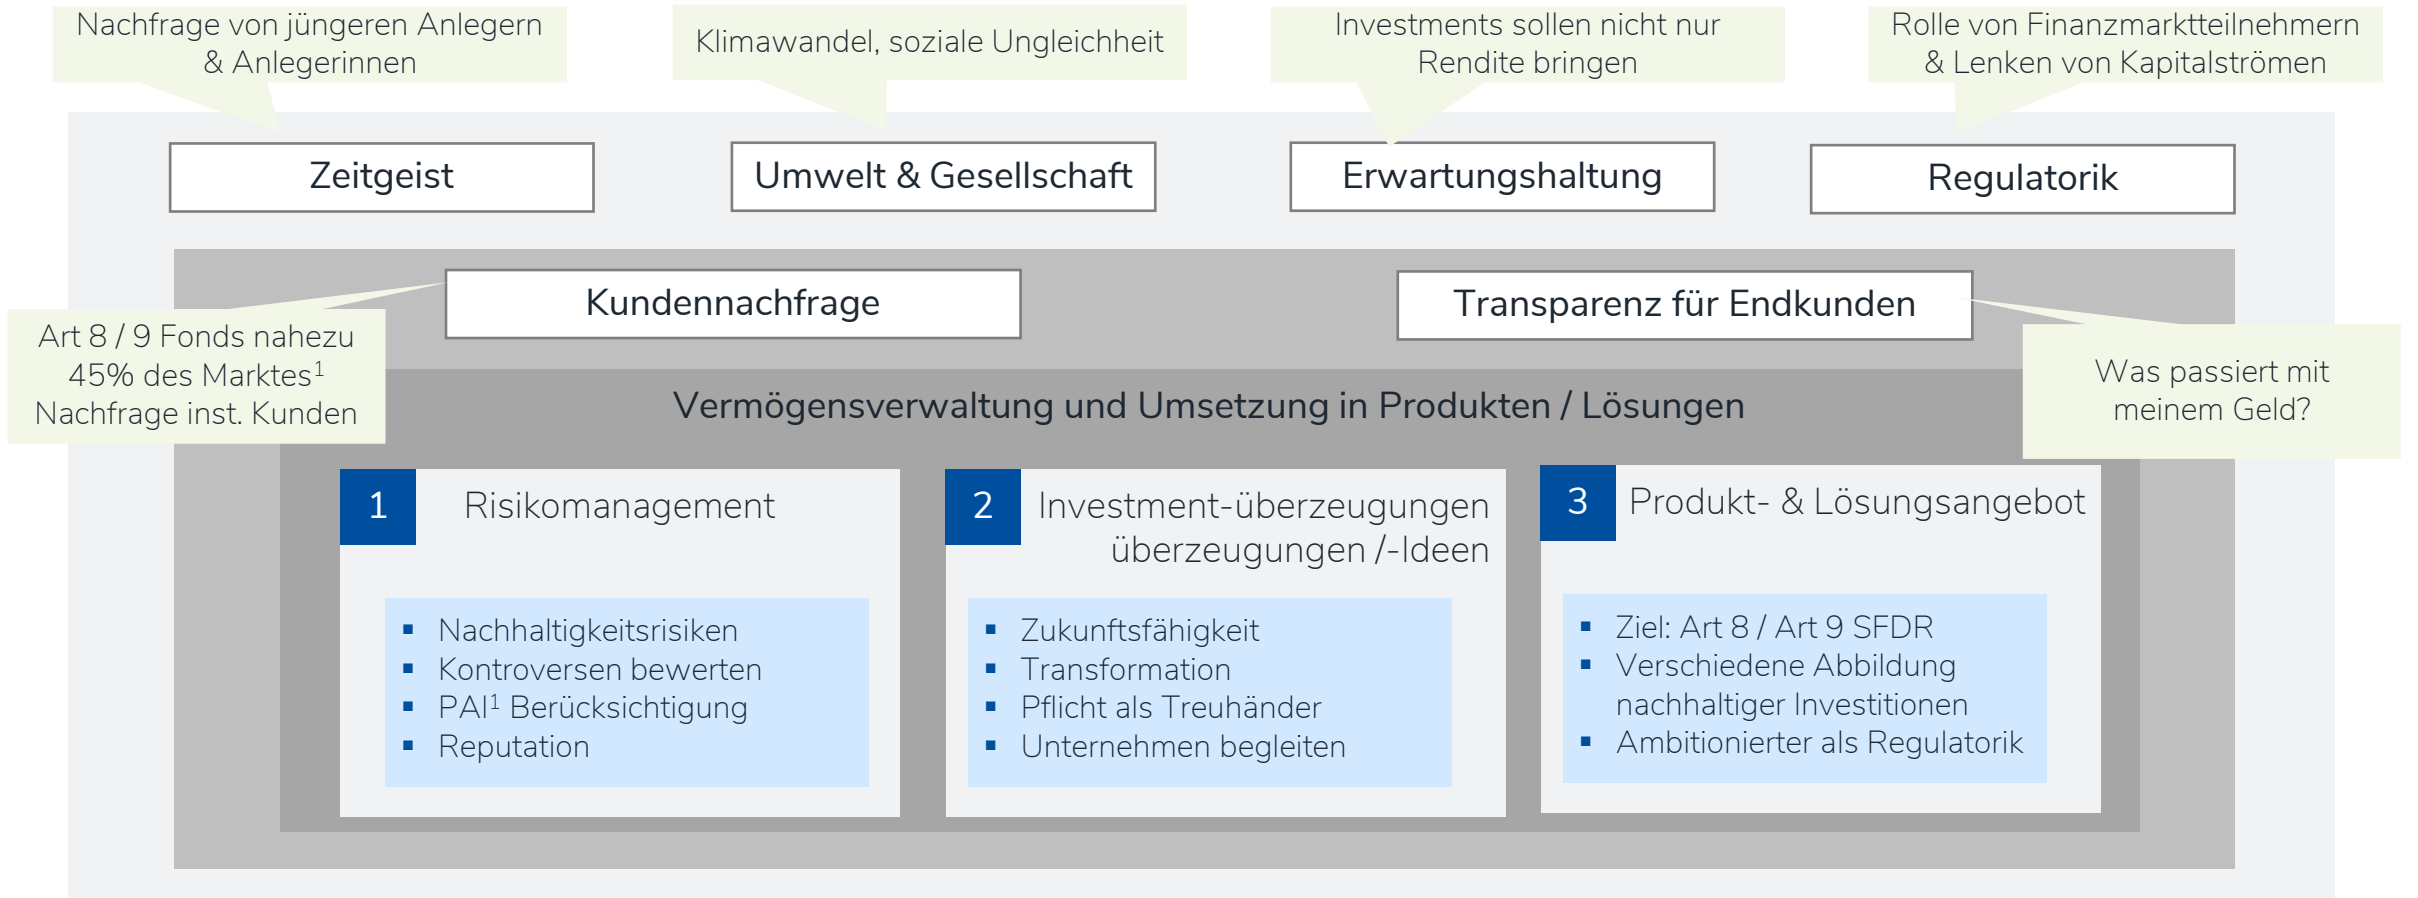 Nachfrage von jüngeren Anlegern
& Anlegerinnen
Klimawandel, soziale Ungleichheit
Investments sollen nicht nur
Rendite bringen
Rolle von Finanzmarktteilnehmern
& Lenken von Kapitalströmen
Zeitgeist
Umwelt & Gesellschaft
Erwartungshaltung
Regulatorik
Kundennachfrage
Transparenz für Endkunden
Art 8 / 9 Fonds nahezu
45% des Marktes¹
Nachfrage inst. Kunden
Was passiert mit
meinem Geld?
Vermögensverwaltung und Umsetzung in Produkten / Lösungen
1
Risikomanagement
▪ Nachhaltigkeitsrisiken
▪ Kontroversen bewerten
▪ PAI¹ Berücksichtigung
▪ Reputation
2
Investment-überzeugungen
überzeugungen /-Ideen
▪ Zukunftsfähigkeit
▪ Transformation
▪ Pflicht als Treuhänder
▪ Unternehmen begleiten
3
Produkt- & Lösungsangebot
▪ Ziel: Art 8 / Art 9 SFDR
▪ Verschiedene Abbildung
nachhaltiger Investitionen
▪ Ambitionierter als Regulatorik